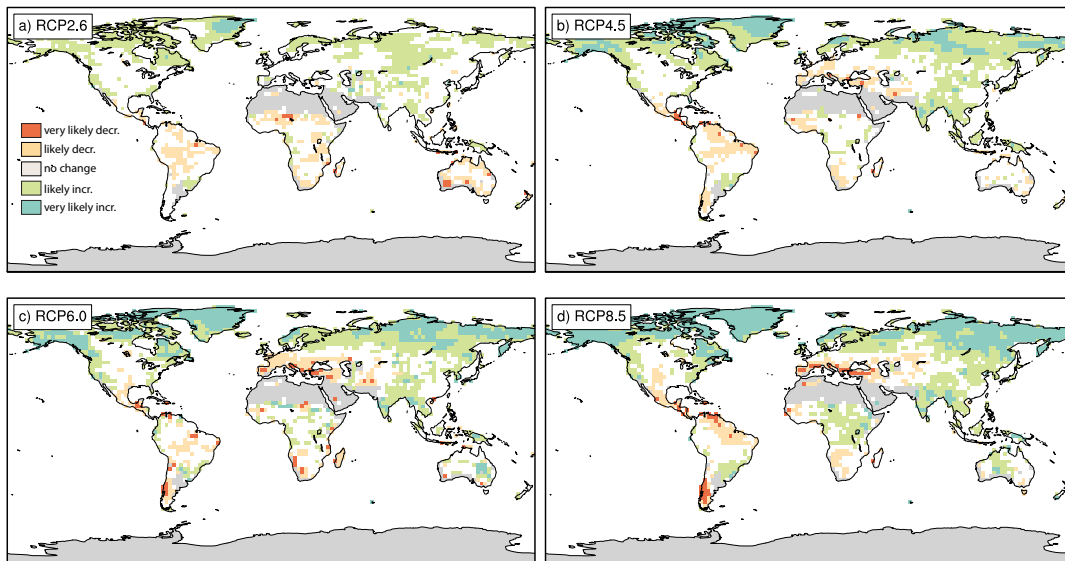 a) RCP2.6
b) RCP4.5
very likely decr.
likely decr.
no change
likely incr.
very likely incr.
c) RCP6.0
d) RCP8.5